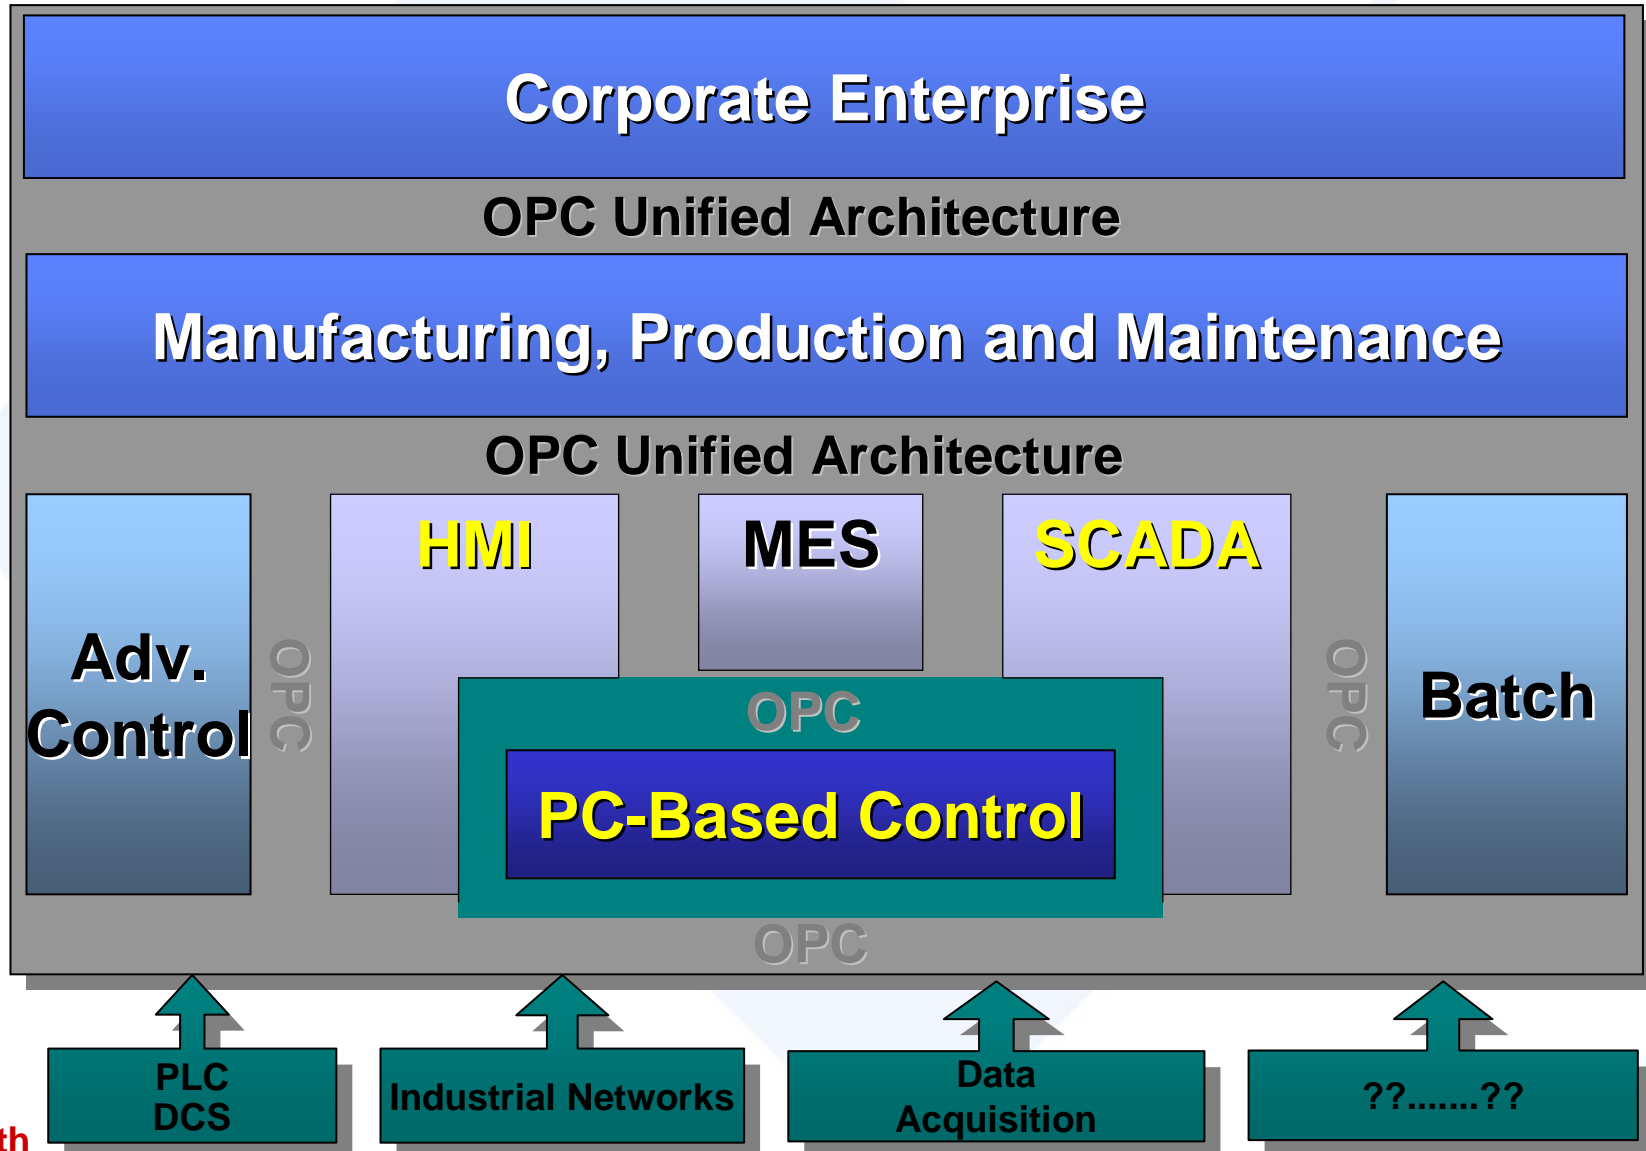 Corporate Enterprise
OPC Unified Architecture
Manufacturing, Production and Maintenance
OPC Unified Architecture
HMI
MES
SCADA
Adv.
Control
OPC
OPC
Batch
OPC
PC-Based Control
OPC
PLC
DCS
Industrial Networks
Data
Acquisition
??.......??
th